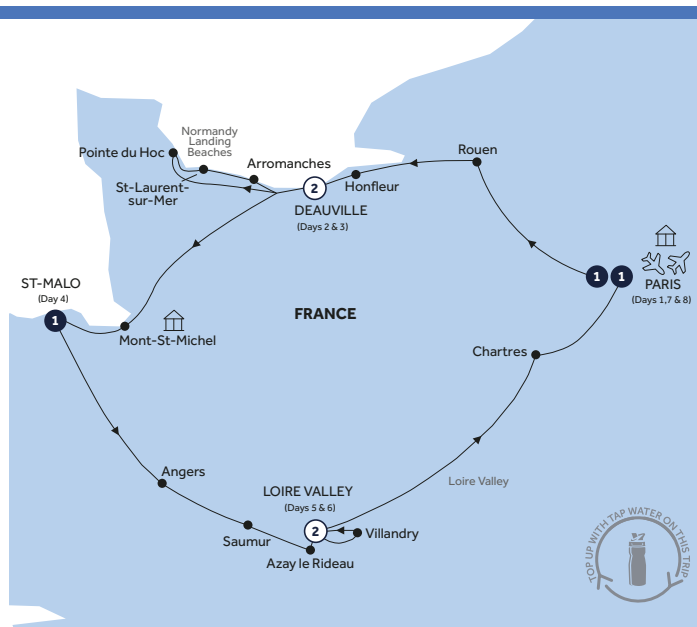 Normandy
Landing
Beaches
Pointe du Hoc
Arromanches
Rouen
St-Laurent-
sur-Mer
2
Honfleur
DEAUVILLE
(Days 2 & 3)
1
1
PARIS
(Days 1,7 & 8)
ST-MALO
(Day 4)
1
FRANCE
Mont-St-Michel
Chartres
Angers
Loire Valley
LOIRE VALLEY
(Days 5 & 6)
2
Villandry
Saumur
Azay le Rideau
TOP UP WITH TAP WATER ON THIS TRIP